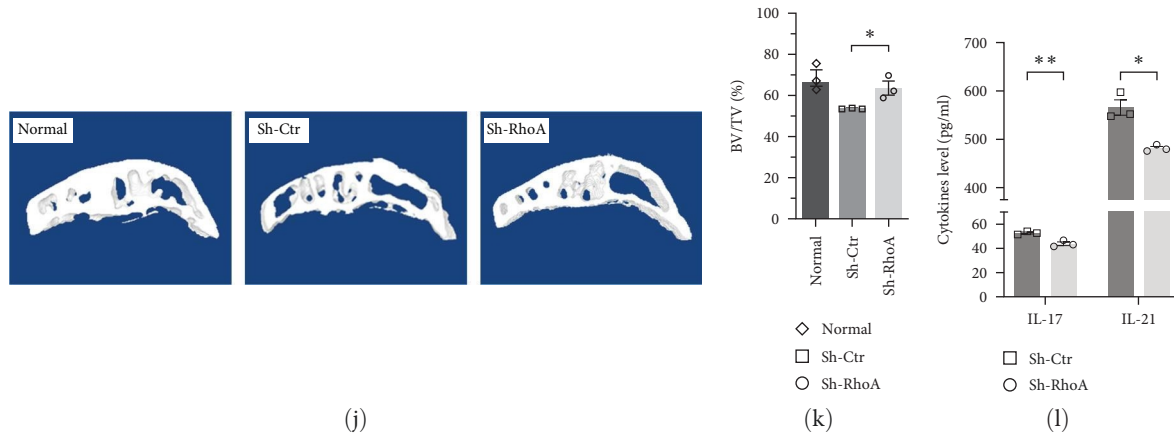 Normal
Sh-Ctr
Sh-RhoA
(j)
BV/TV (%)
100
80
60
40
20
0
*
Normal
Sh-Ctr
Sh-RhoA
Normal
Sh-Ctr
Sh-RhoA
(k)
Cytokines level (pg/ml)
700
600
500
400
60
40
60
0
**
*
IL-17
IL-21
Sh-Ctr
Sh-RhoA
(l)